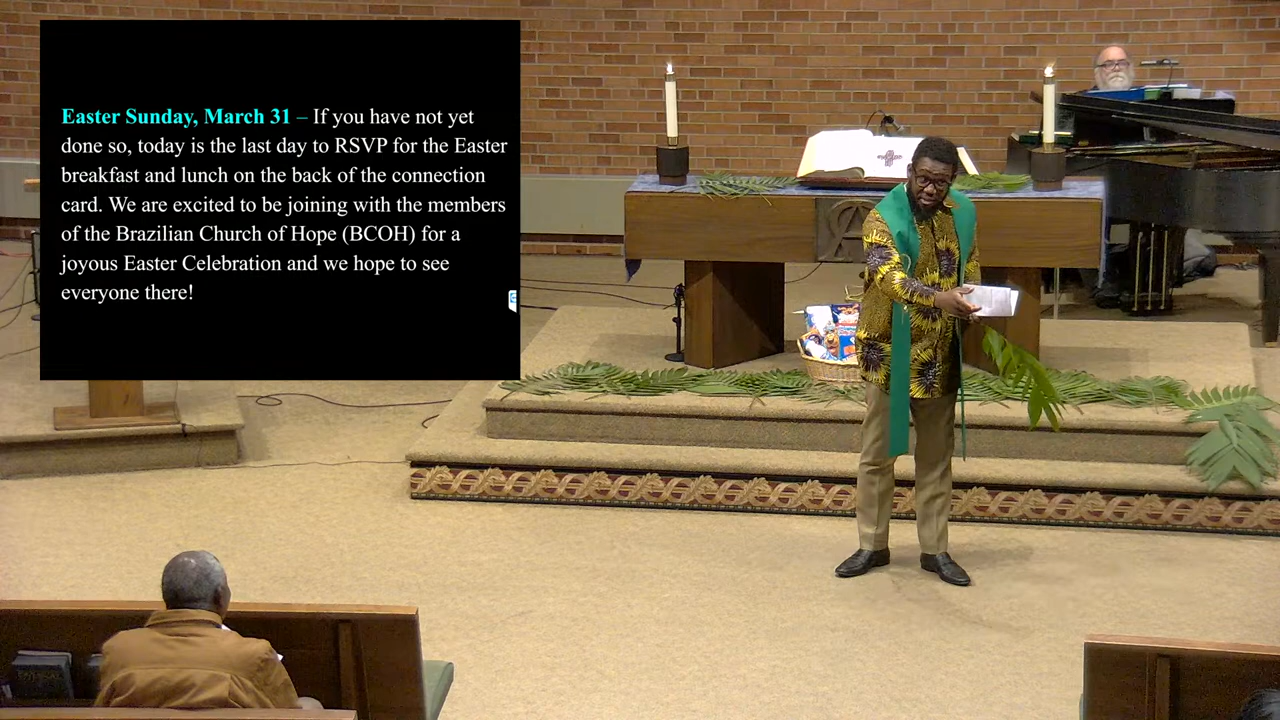 Easter Sunday, March 31 – If you have not yet
done so, today is the last day to RSVP for the Easter
breakfast and lunch on the back of the connection
card. We are excited to be joining with the members
of the Brazilian Church of Hope (BCOH) for a
joyous Easter Celebration and we hope to see
everyone there!